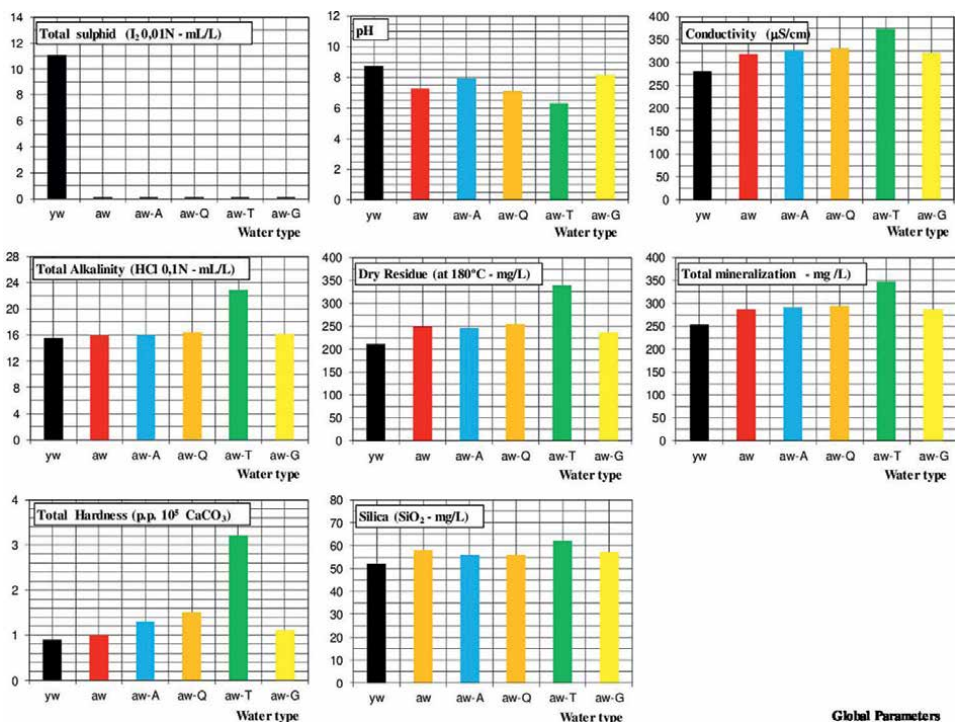 14
Total sulphid (I₂ 0,01N - mL/L)
12
10
8
6
4
2
0
yw aw aw-A aw-Q aw-T aw-G
Water type
12
pH
10
8
6
4
2
0
yw aw aw-A aw-Q aw-T aw-G
Water type
400
Conductivity (µS/cm)
350
300
250
200
150
100
50
0
yw aw aw-A aw-Q aw-T aw-G
Water type
28
Total Alkalinity (HCl 0,1N - mL/L)
24
20
16
12
8
4
0
yw aw aw-A aw-Q aw-T aw-G
Water type
400
Dry Residue (at 180°C - mg/L)
350
300
250
200
150
100
50
0
yw aw aw-A aw-Q aw-T aw-G
Water type
400
Total mineralization - mg /L)
350
300
250
200
150
100
50
0
yw aw aw-A aw-Q aw-T aw-G
Water type
4
Total Hardness (p.p. 10⁵ CaCO₃)
3
2
1
0
yw aw aw-A aw-Q aw-T aw-G
Water type
80
Silica (SiO₂ - mg/L)
70
60
50
40
30
20
10
0
yw aw aw-A aw-Q aw-T aw-G
Water type
Global Parameters